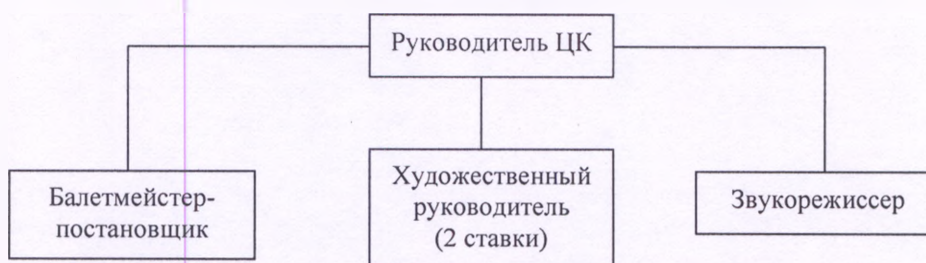 Руководитель ЦК
Балетмейстер-
постановщик
Художественный
руководитель
(2 ставки)
Звукорежиссер